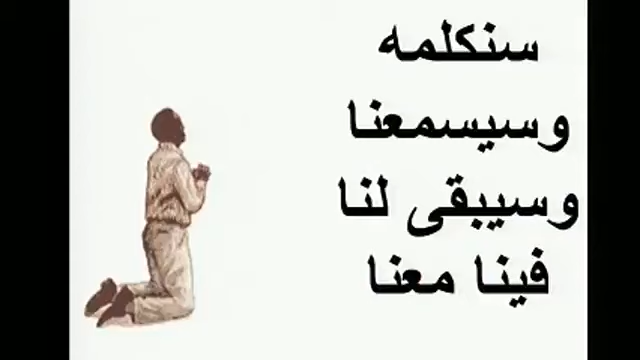 سنكلمه
وسيسمعنا
وسيبقى لنا
فينا معنا